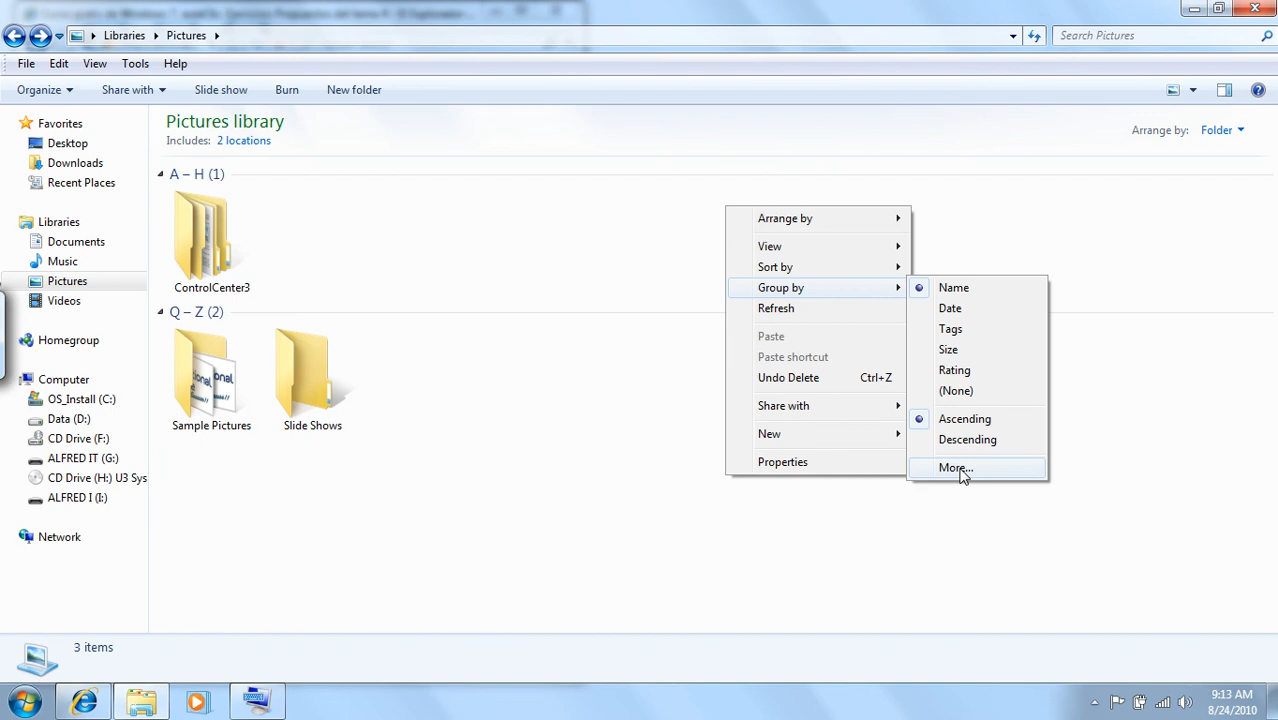 Libraries
Pictures
Search Pictures
File Edit View Tools Help
Organize Share with Slide show Burn New folder
Favorites
Desktop
Downloads
Recent Places
Libraries
Documents
Music
Pictures
Videos
Homegroup
Computer
OS_Install (C:)
Data (D:)
CD Drive (F:)
ALFRED IT (G:)
CD Drive (H:) U3 Sys
ALFRED I (I:)
Network
Pictures library
Includes: 2 locations
Arrange by: Folder
A – H (1)
ControlCenter3
Q – Z (2)
Sample Pictures
Slide Shows
Arrange by
View
Sort by
Group by
Refresh
Paste
Paste shortcut
Undo Delete Ctrl+Z
Share with
New
Properties
Name
Date
Tags
Size
Rating
(None)
Ascending
Descending
More...
3 items
9:13 AM
8/24/2010